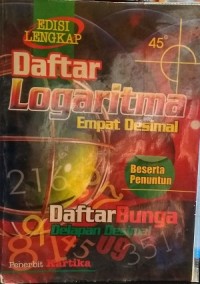 EDISI
LENGKAP
45°
Daftar
Logaritma
Empat Desimal
Beserta
Penuntun
Daftar Bunga
Delapan Desimal
Penerbit Kartika